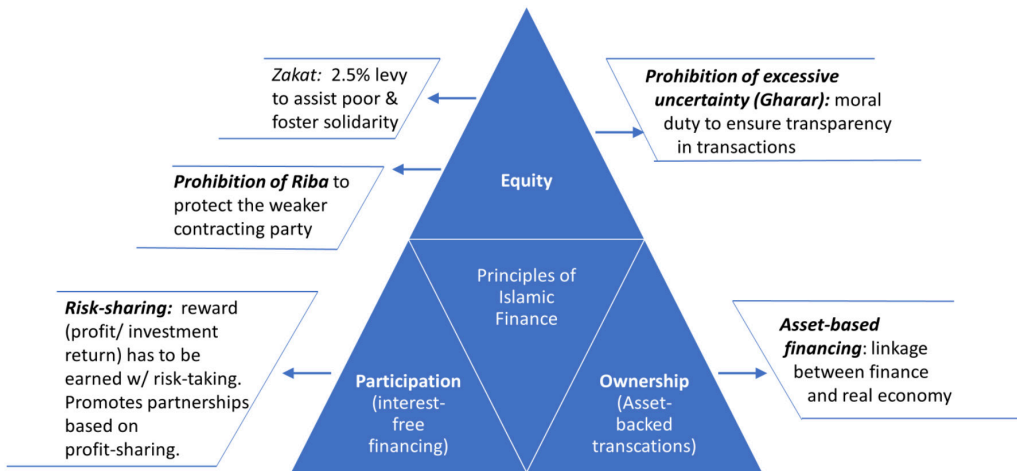 Zakat: 2.5% levy
to assist poor &
foster solidarity
Prohibition of excessive
uncertainty (Gharar): moral
duty to ensure transparency
in transactions
Prohibition of Riba to
protect the weaker
contracting party
Equity
Principles of
Islamic
Finance
Risk-sharing: reward
(profit/ investment
return) has to be
earned w/ risk-taking.
Promotes partnerships
based on
profit-sharing.
Participation
(interest-
free
financing)
Ownership
(Asset-
backed
transcations)
Asset-based
financing: linkage
between finance
and real economy